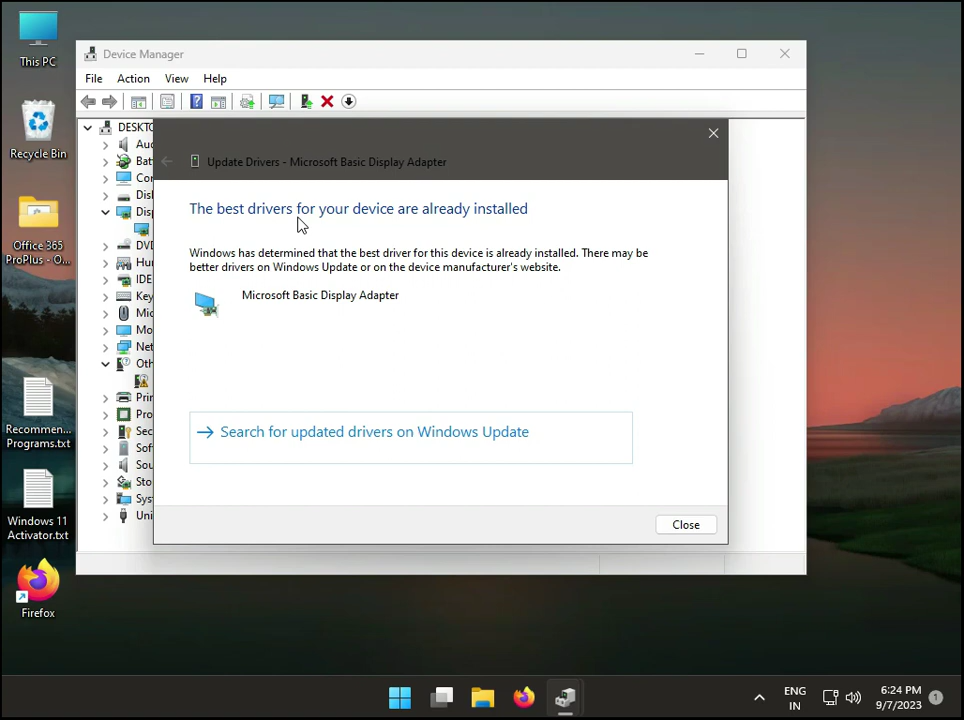 This PC
Recycle Bin
Office 365
ProPlus - O...
Recommen...
Programs.txt
Windows 11
Activator.txt
Firefox
Device Manager
File Action View Help
DESKTO
Au
Bat
Co
Dis
Disp
DVD
Hu
IDE
Key
Mic
Mo
Net
Oth
Prin
Pro
Sec
Sof
Sou
Sto
Sys
Uni
Update Drivers - Microsoft Basic Display Adapter
The best drivers for your device are already installed
Windows has determined that the best driver for this device is already installed. There may be
better drivers on Windows Update or on the device manufacturer's website.
Microsoft Basic Display Adapter
Search for updated drivers on Windows Update
Close
ENG
IN
6:24 PM
9/7/2023
1